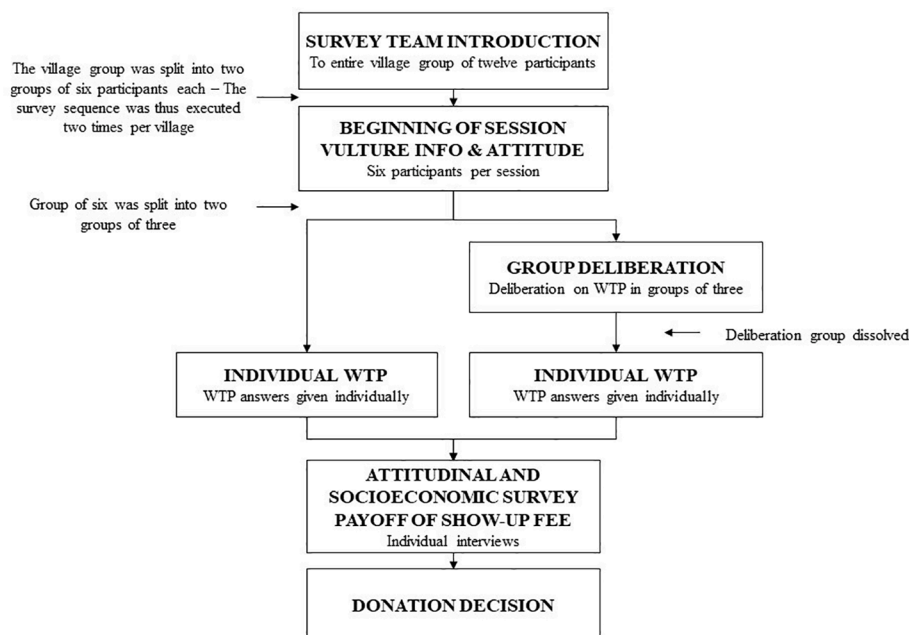 SURVEY TEAM INTRODUCTION
To entire village group of twelve participants
The village group was split into two
groups of six participants each – The
survey sequence was thus executed
two times per village
BEGINNING OF SESSION
VULTURE INFO & ATTITUDE
Six participants per session
Group of six was split into two
groups of three
GROUP DELIBERATION
Deliberation on WTP in groups of three
Deliberation group dissolved
INDIVIDUAL WTP
WTP answers given individually
INDIVIDUAL WTP
WTP answers given individually
ATTITUDINAL AND
SOCIOECONOMIC SURVEY
PAYOFF OF SHOW-UP FEE
Individual interviews
DONATION DECISION